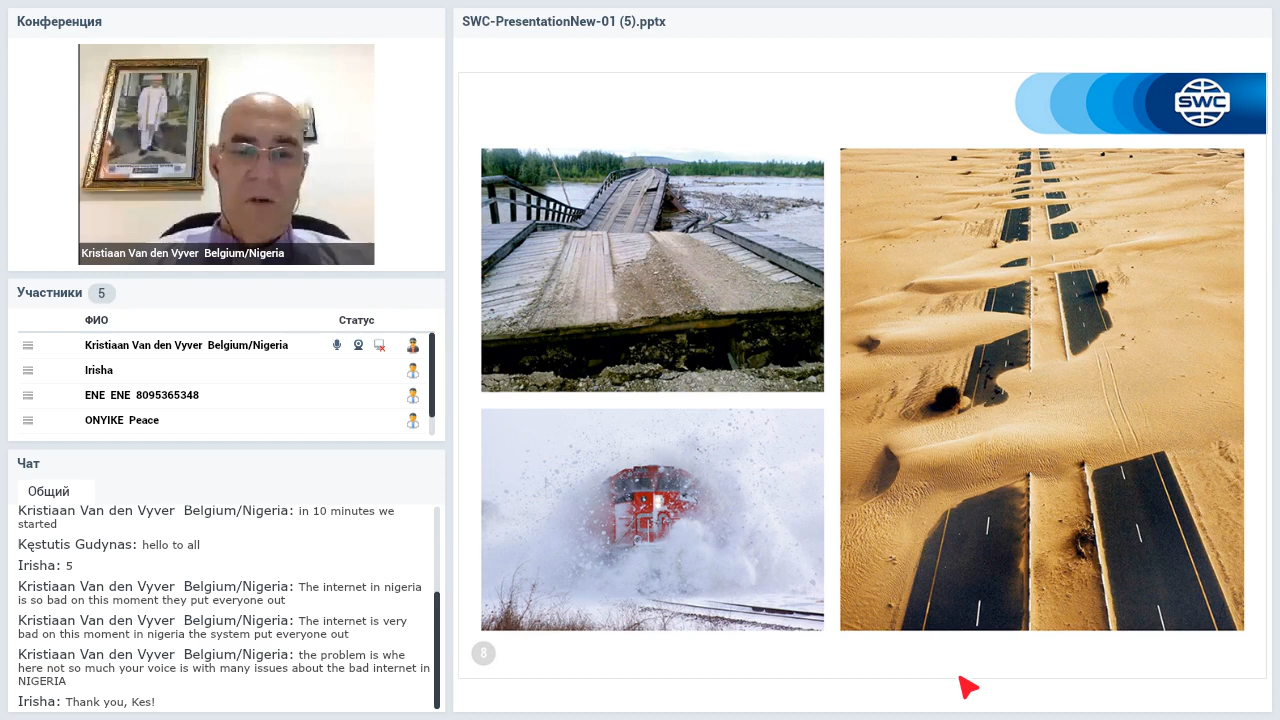 Конференция
Kristiaan Van den Vyver Belgium/Nigeria
Участники 5
ФИО Статус
Kristiaan Van den Vyver Belgium/Nigeria
Irisha
ENE ENE 8095365348
ONYIKE Peace
Чат
Общий
Kristiaan Van den Vyver Belgium/Nigeria: in 10 minutes we
started
Kęstutis Gudynas: hello to all
Irisha: 5
Kristiaan Van den Vyver Belgium/Nigeria: The internet in nigeria
is so bad on this moment they put everyone out
Kristiaan Van den Vyver Belgium/Nigeria: The internet is very
bad on this moment in nigeria the system put everyone out
Kristiaan Van den Vyver Belgium/Nigeria: the problem is whe
here not so much your voice is with many issues about the bad internet in
NIGERIA
Irisha: Thank you, Kes!
SWC-PresentationNew-01 (5).pptx
SWC
8